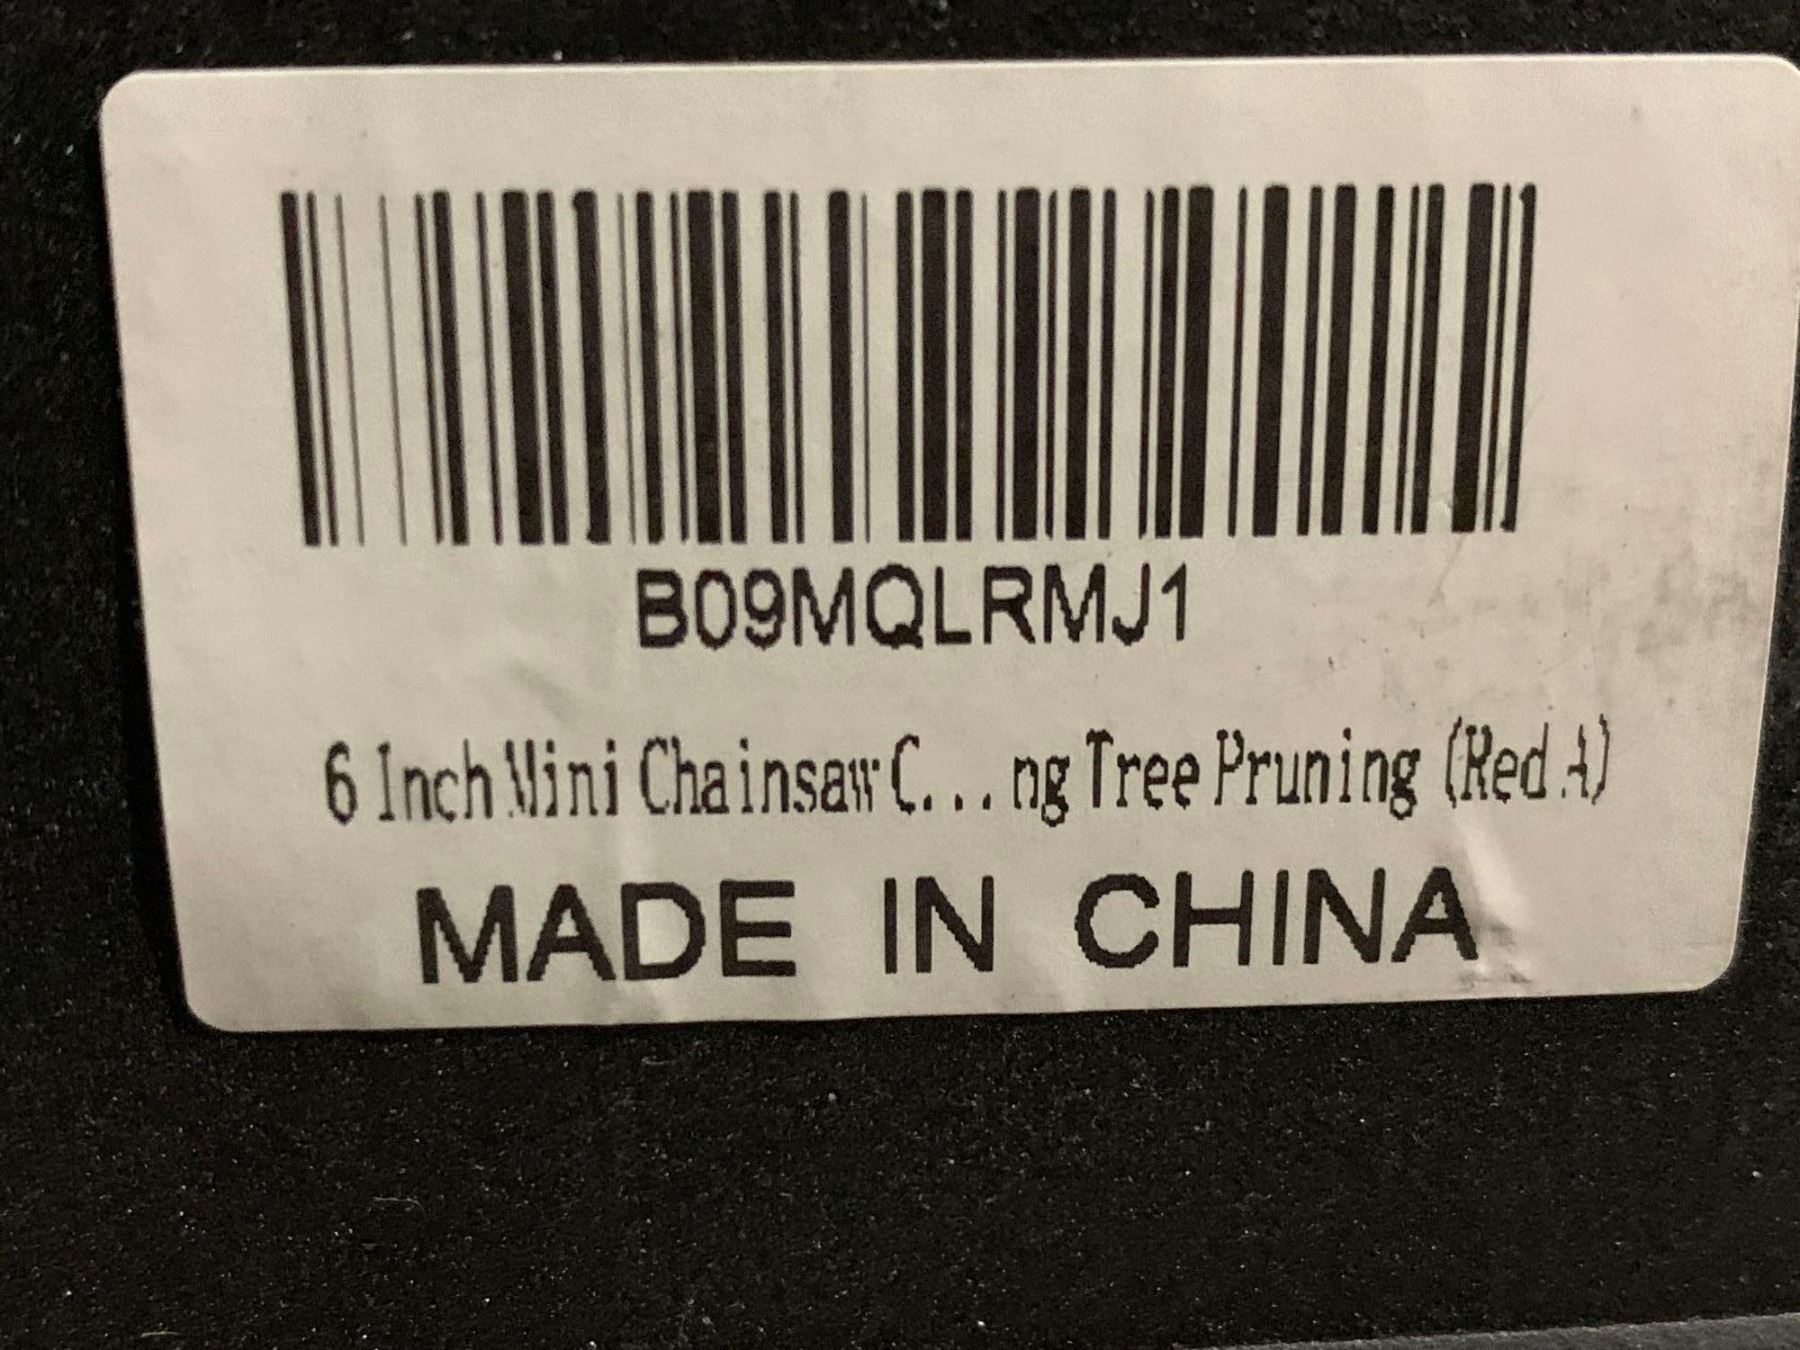 B09MQLRMJ1
6 Inch Mini Chainsaw C...ng Tree Pruning (Red A)
MADE IN CHINA